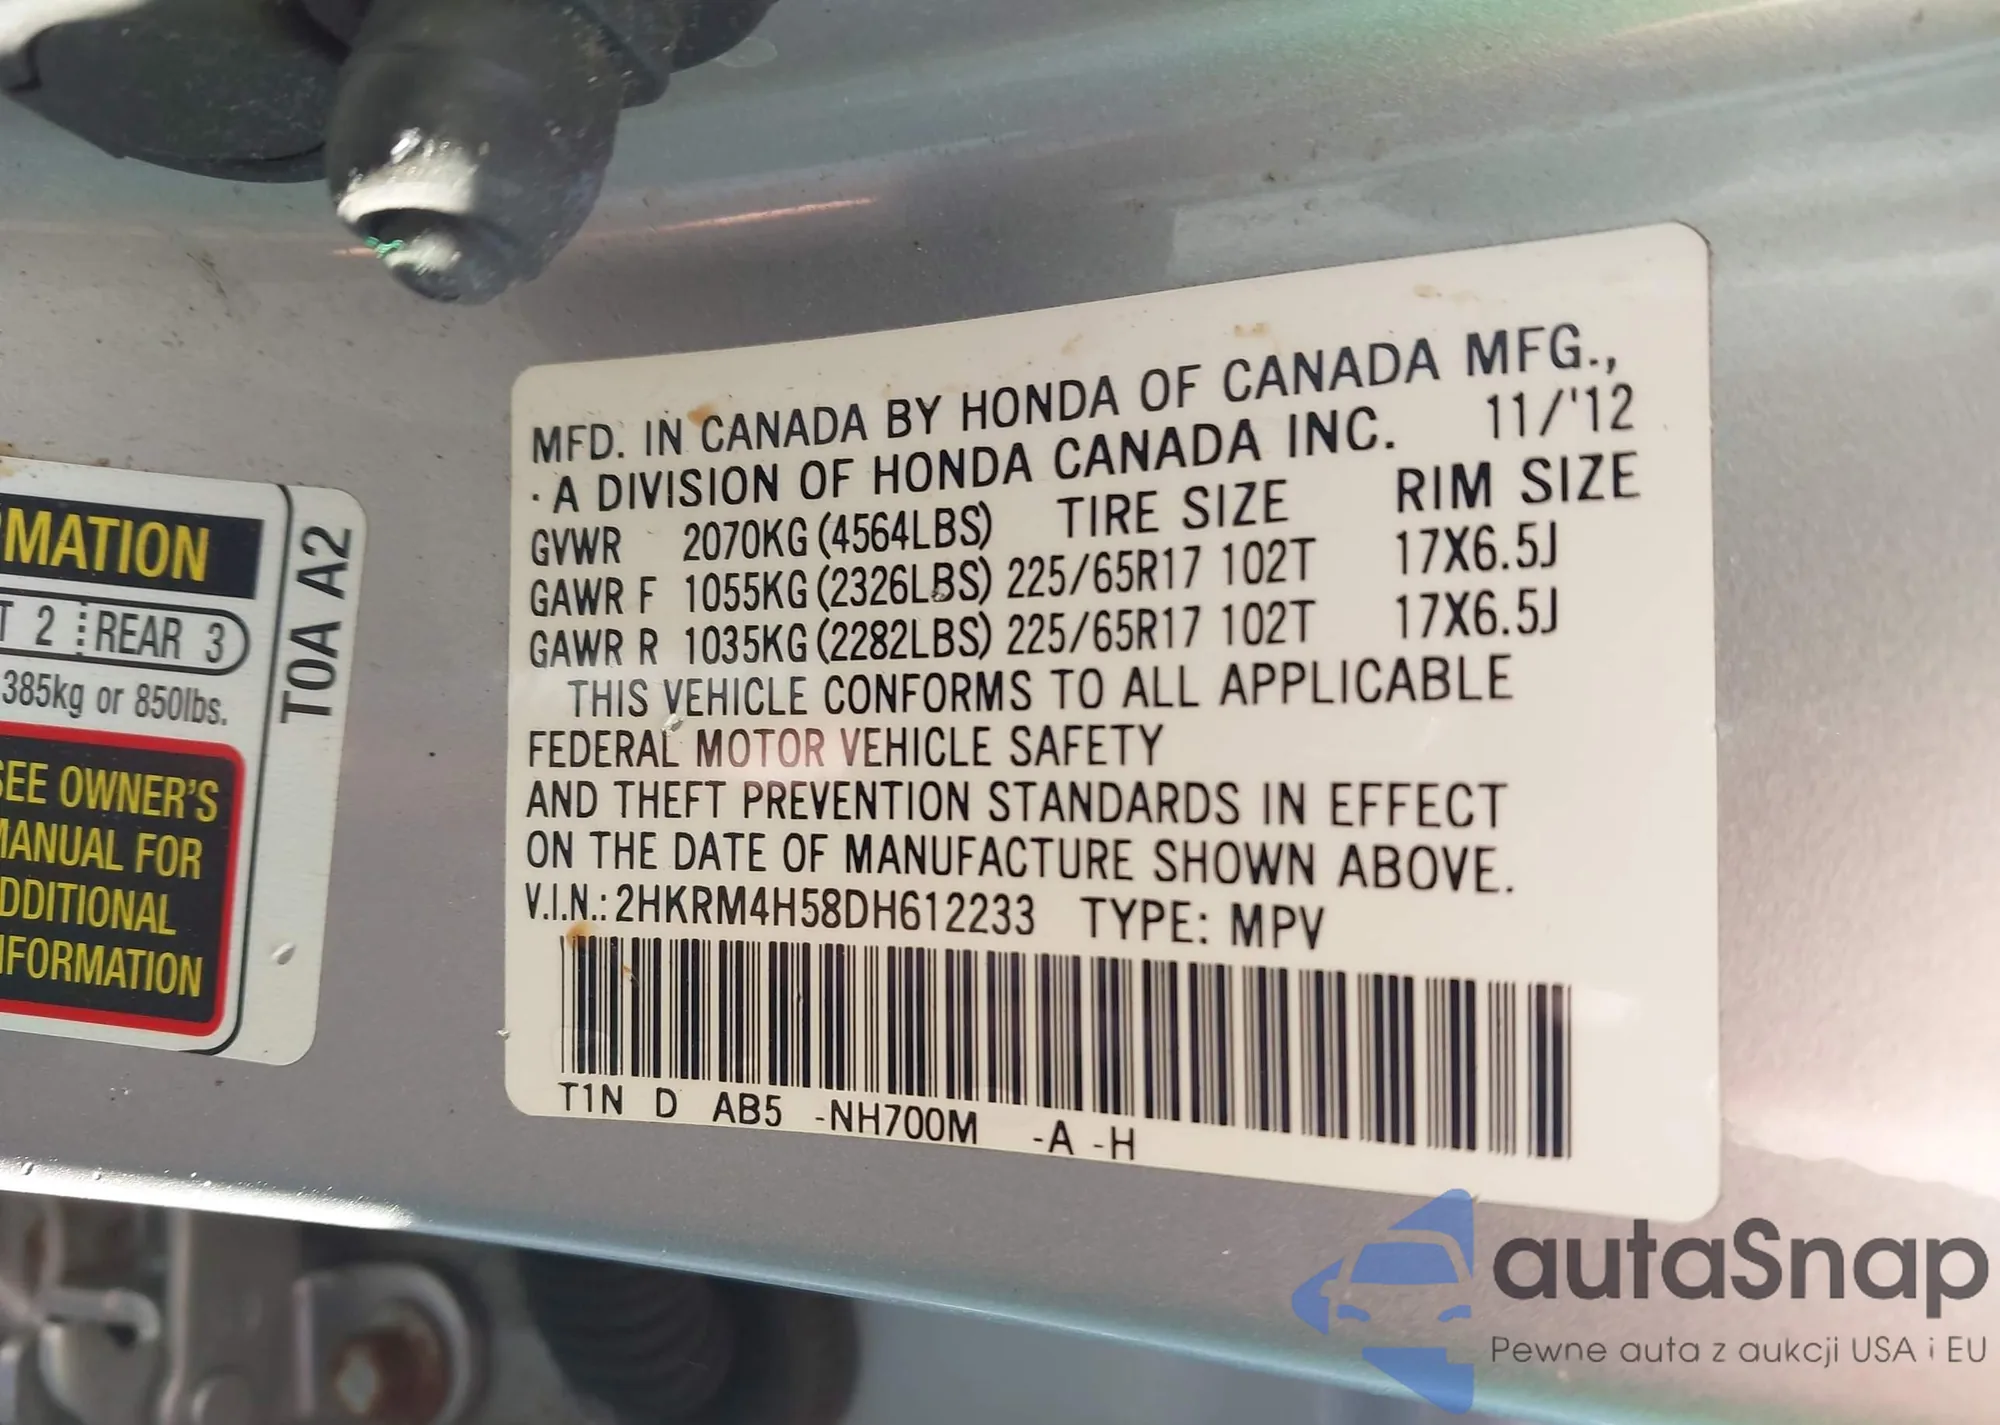 RMATION
T 2 REAR 3
385kg or 850lbs.
SEE OWNER'S
MANUAL FOR
ADDITIONAL
INFORMATION
T0A A2
MFD. IN CANADA BY HONDA OF CANADA MFG.,
· A DIVISION OF HONDA CANADA INC. 11/'12
GVWR 2070KG (4564LBS) TIRE SIZE RIM SIZE
GAWR F 1055KG (2326LBS) 225/65R17 102T 17X6.5J
GAWR R 1035KG (2282LBS) 225/65R17 102T 17X6.5J
THIS VEHICLE CONFORMS TO ALL APPLICABLE
FEDERAL MOTOR VEHICLE SAFETY
AND THEFT PREVENTION STANDARDS IN EFFECT
ON THE DATE OF MANUFACTURE SHOWN ABOVE.
V.I.N.: 2HKRM4H58DH612233 TYPE: MPV
T1N D AB5 -NH700M -A -H
autaSnap
Pewne auta z aukcji USA i EU